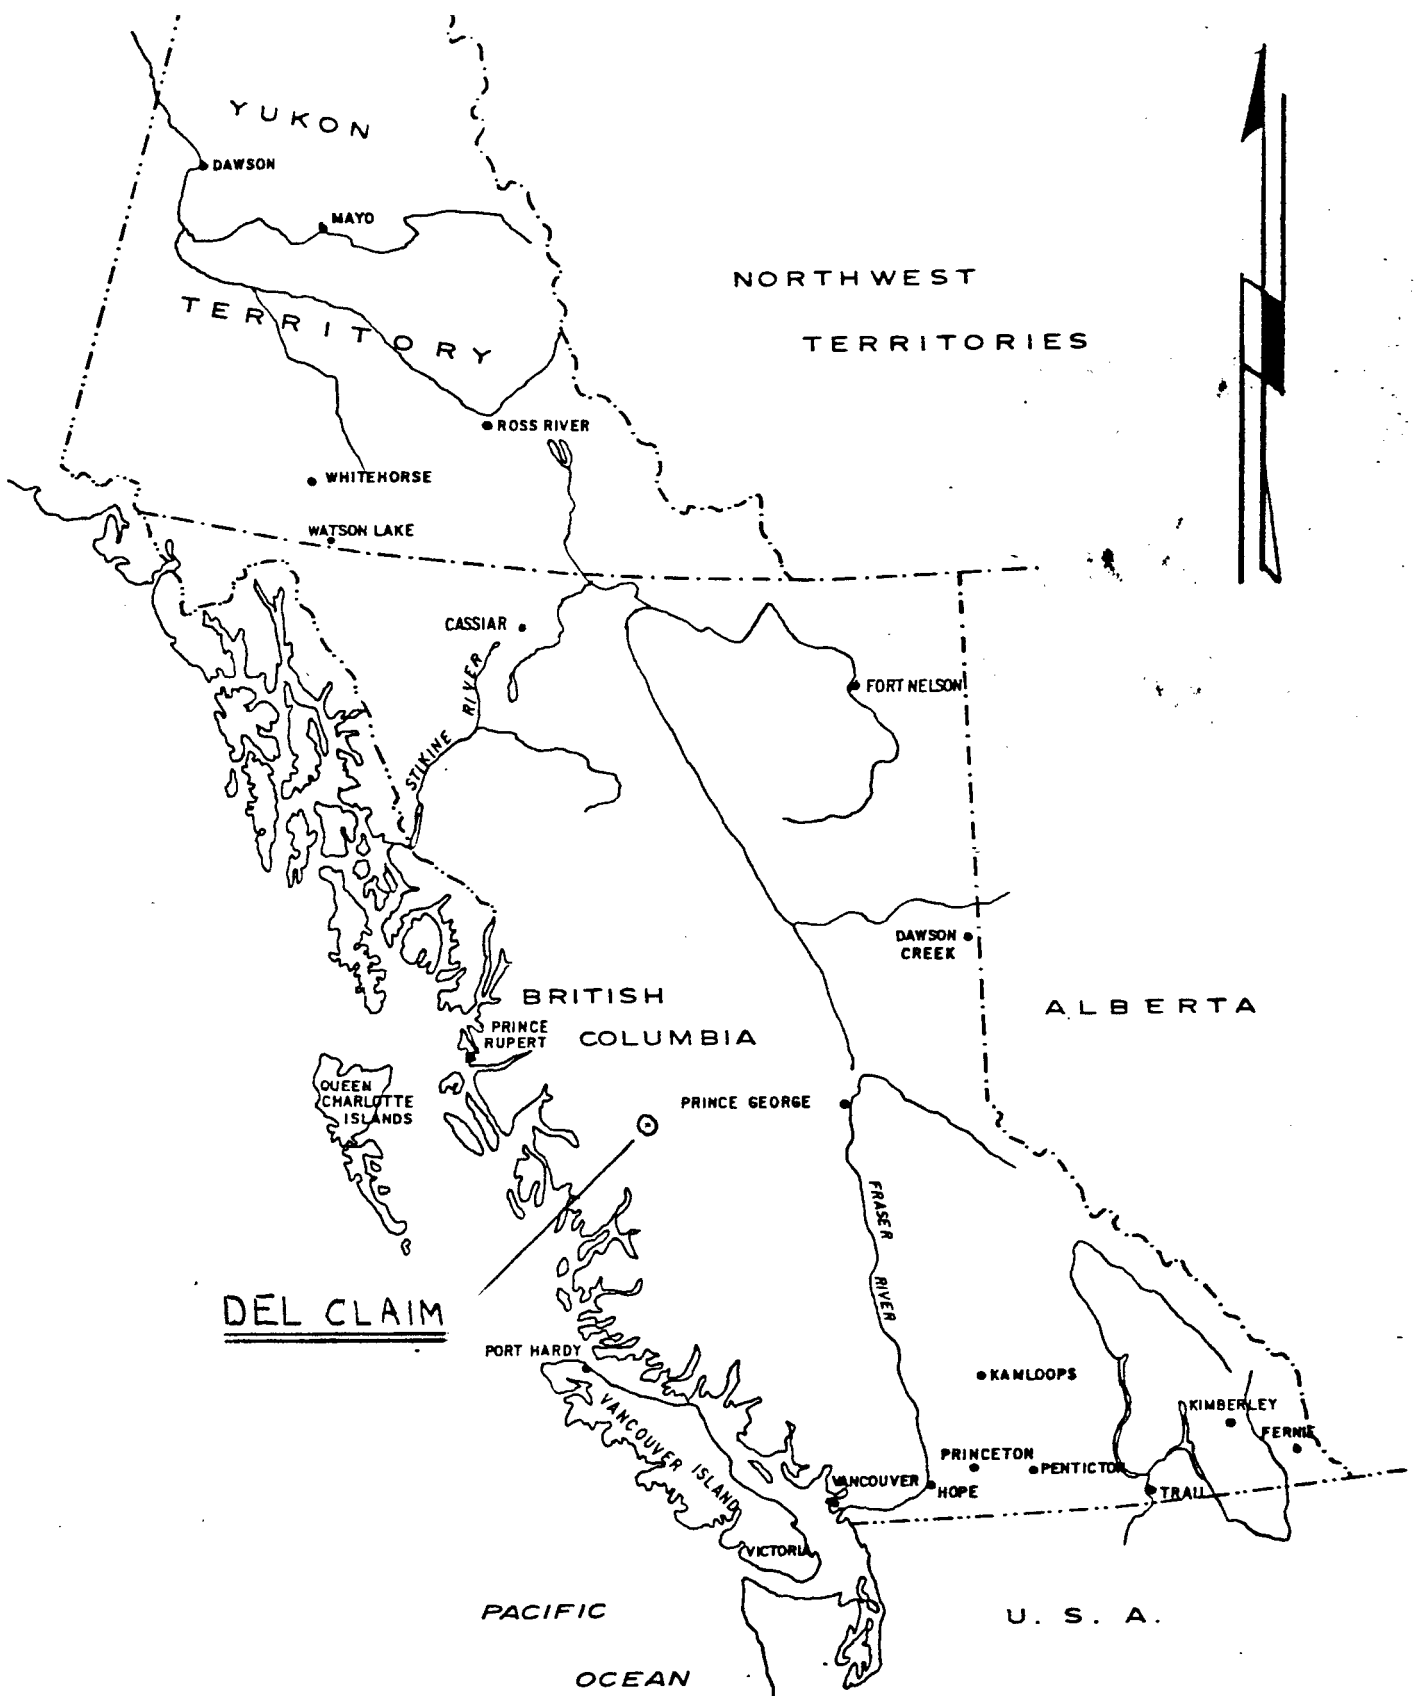 YUKON
DAWSON
MAYO
NORTHWEST
TERRITORY
TERRITORIES
ROSS RIVER
WHITEHORSE
WATSON LAKE
CASSIAR
STIKINE RIVER
FORT NELSON
DAWSON
CREEK
BRITISH
ALBERTA
PRINCE
RUPERT
COLUMBIA
QUEEN
CHARLOTTE
ISLANDS
PRINCE GEORGE
FRASER RIVER
DEL CLAIM
PORT HARDY
KAMLOOPS
VANCOUVER ISLAND
KIMBERLEY
FERNIE
PRINCETON
PENTICTON
VANCOUVER
HOPE
TRAIL
VICTORIA
PACIFIC
U. S. A.
OCEAN